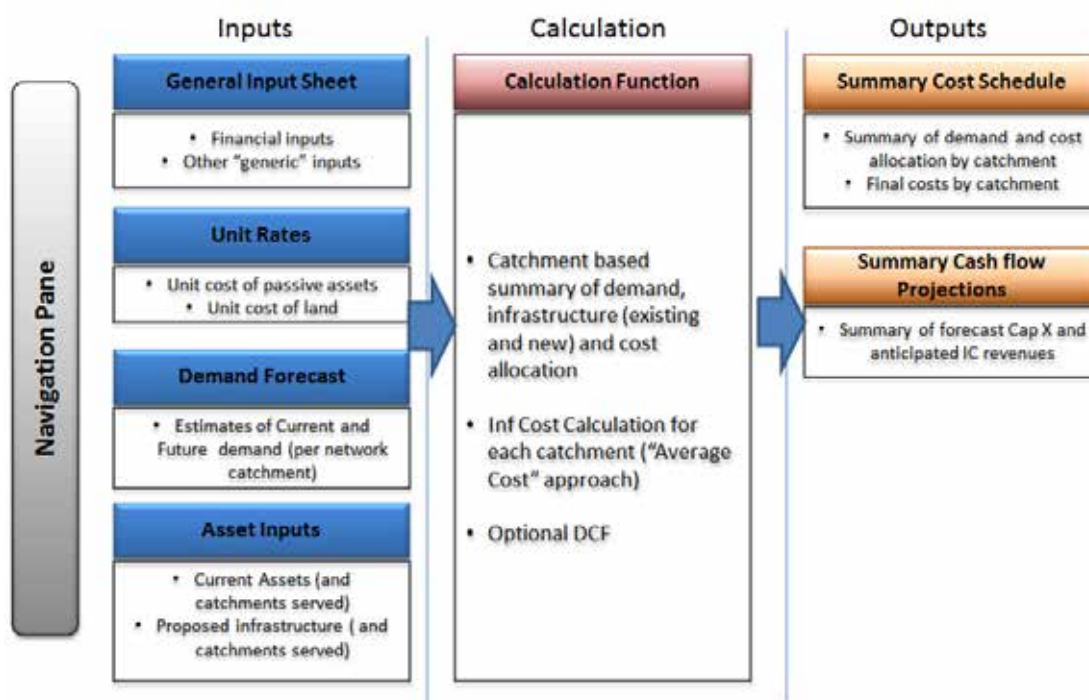 Inputs
Calculation
Outputs
Navigation Pane
General Input Sheet
• Financial inputs
• Other "generic" inputs
Unit Rates
• Unit cost of passive assets
• Unit cost of land
Demand Forecast
• Estimates of Current and
Future demand (per network
catchment)
Asset Inputs
• Current Assets (and
catchments served)
• Proposed infrastructure ( and
catchments served)
Calculation Function
• Catchment based
summary of demand,
infrastructure (existing
and new) and cost
allocation
• Inf Cost Calculation for
each catchment ("Average
Cost" approach)
• Optional DCF
Summary Cost Schedule
• Summary of demand and cost
allocation by catchment
• Final costs by catchment
Summary Cash flow
Projections
• Summary of forecast Cap X and
anticipated IC revenues